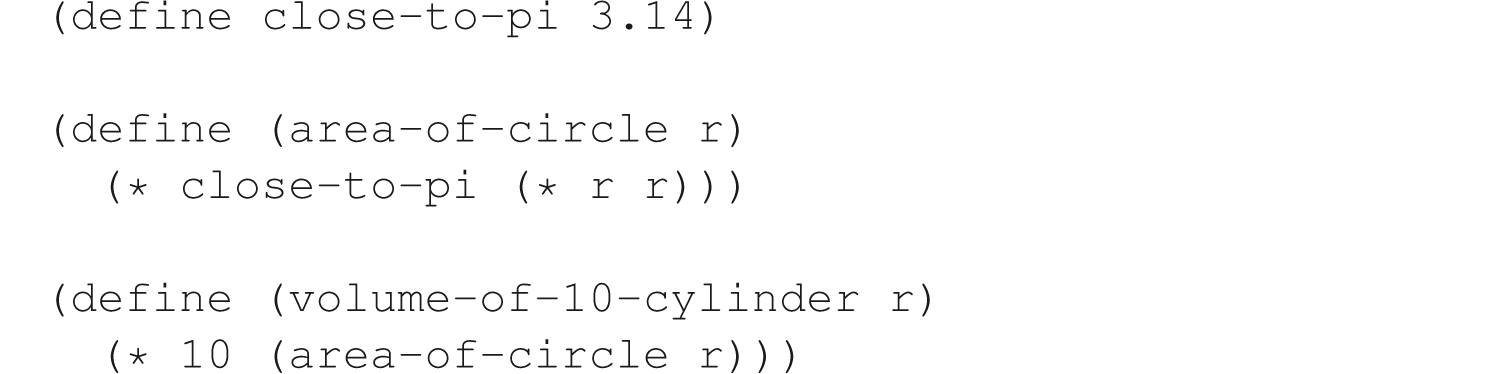 (define close-to-pi 3.14)
(define (area-of-circle r)
(* close-to-pi (* r r)))
(define (volume-of-10-cylinder r)
(* 10 (area-of-circle r)))